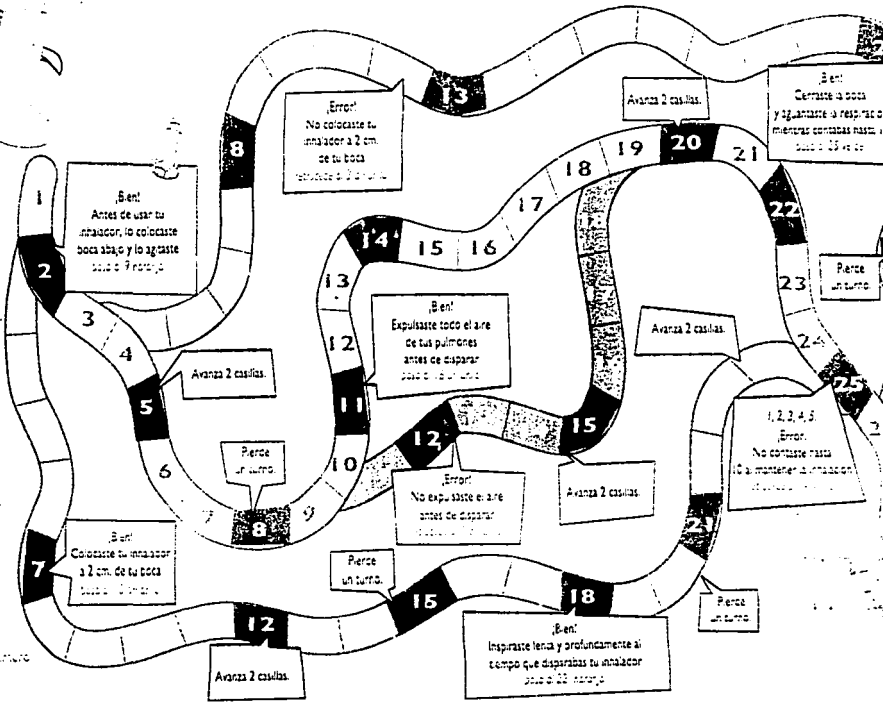 ¡Error!
No colocaste tu
inhalador a 2 cm.
de tu boca
13
Avanza 2 casillas.
¡Bien!
Cerraste la boca
y aguantaste la
mientras contabas hasta
8
1
¡Bien!
Antes de usar tu
inhalador, lo colocaste
boca abajo y lo agitaste
2
3
4
5
Avanza 2 casillas.
6
7
Pierde
un turno.
8
9
10
11
12
13
14
15
16
17
18
19
20
21
22
23
24
25
¡Bien!
Expulsaste todo el aire
de tus pulmones
antes de disparar
Pierde
un turno.
Avanza 2 casillas.
12
15
¡Error!
No expulsaste el aire
antes de disparar
Avanza 2 casillas.
1, 2, 3, 4, 5.
¡Error!
No contaste hasta
10 al mantener la inhalación
7
¡Bien!
Colocaste tu inhalador
a 2 cm. de tu boca
12
Avanza 2 casillas.
Pierde
un turno.
15
18
¡Bien!
Inspiraste lenta y profundamente al
tiempo que disparabas tu inhalador
paso al 22 naranja
21
Pierde
un turno.